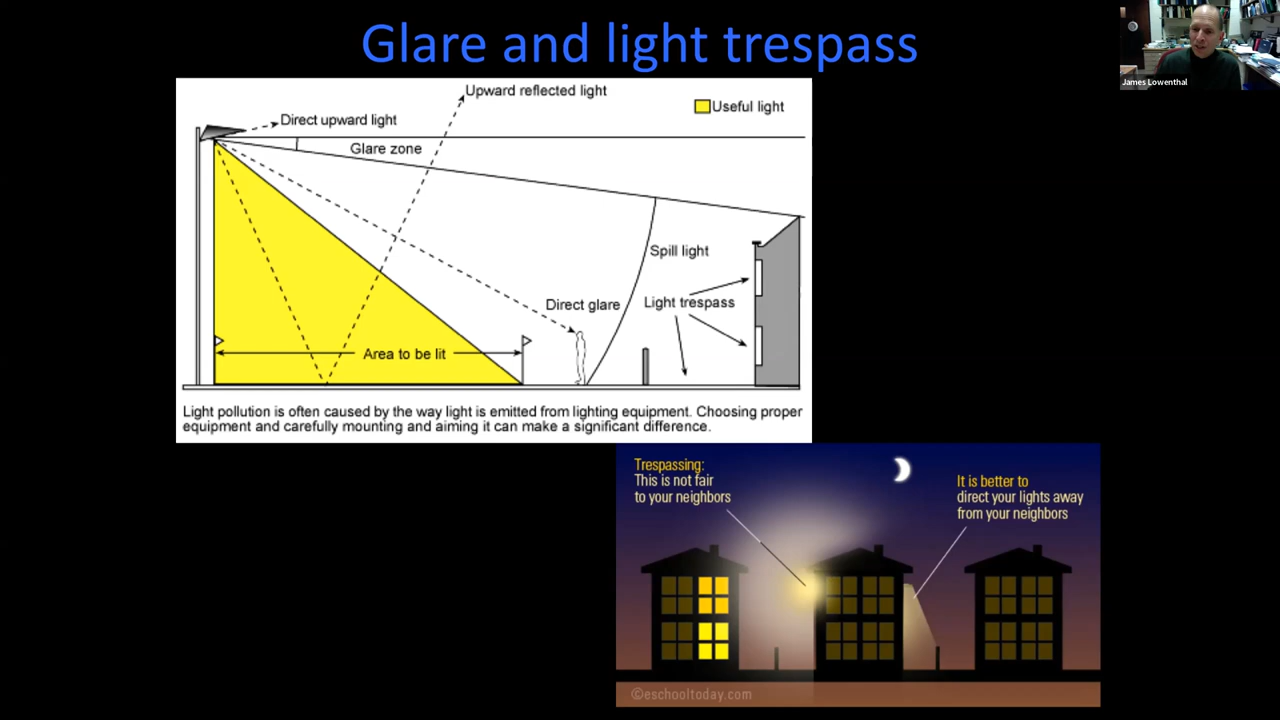 Glare and light trespass
James Lowenthal
Upward reflected light
Useful light
Direct upward light
Glare zone
Spill light
Direct glare
Light trespass
Area to be lit
Light pollution is often caused by the way light is emitted from lighting equipment. Choosing proper
equipment and carefully mounting and aiming it can make a significant difference.
Trespassing:
This is not fair
to your neighbors
It is better to
direct your lights away
from your neighbors
©eschooltoday.com